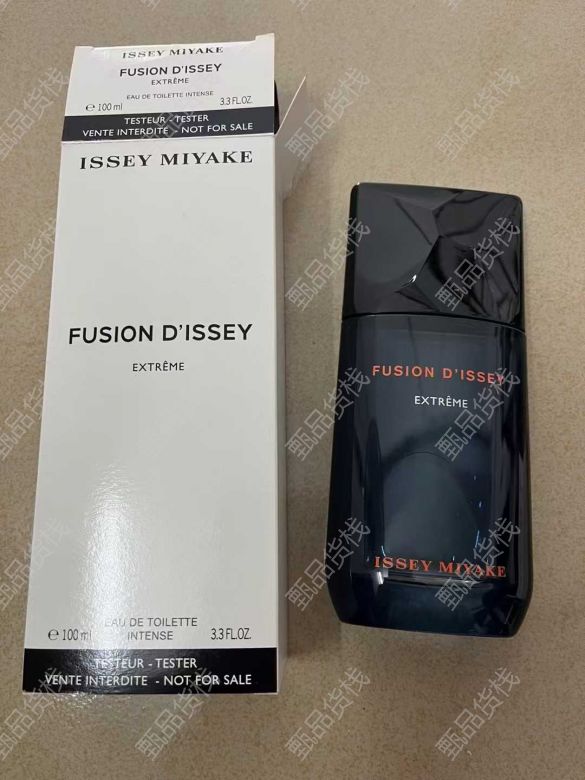 ISSEY MIYAKE
FUSION D'ISSEY
EXTRÊME
EAU DE TOILETTE INTENSE
℮ 100 ml 3.3 FL.OZ.
TESTEUR - TESTER
VENTE INTERDITE - NOT FOR SALE
ISSEY MIYAKE
FUSION D'ISSEY
EXTRÊME
EAU DE TOILETTE
INTENSE
℮ 100 ml 3.3 FL.OZ.
TESTEUR - TESTER
VENTE INTERDITE - NOT FOR SALE
FUSION D'ISSEY
EXTRÊME
ISSEY MIYAKE
甄品货栈